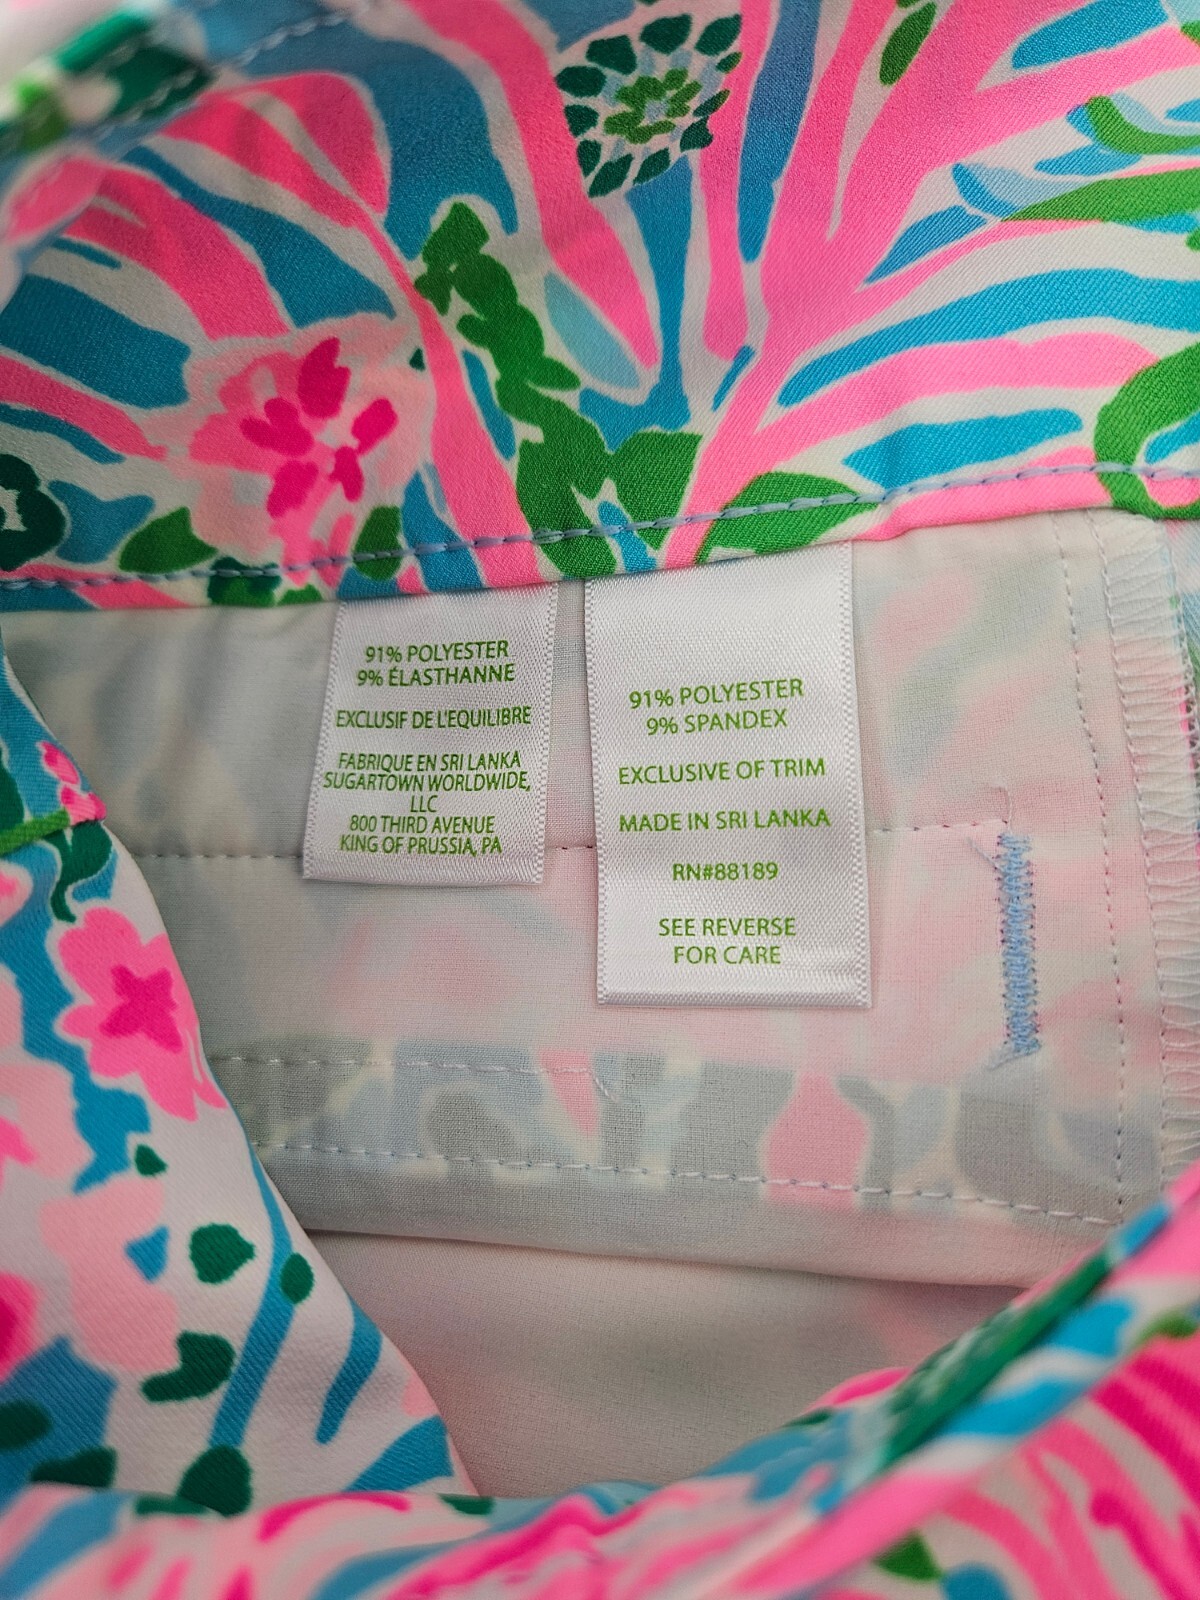 91% POLYESTER
9% ÉLASTHANNE
EXCLUSIF DE L'EQUILIBRE
FABRIQUE EN SRI LANKA
SUGARTOWN WORLDWIDE,
LLC
800 THIRD AVENUE
KING OF PRUSSIA, PA
91% POLYESTER
9% SPANDEX
EXCLUSIVE OF TRIM
MADE IN SRI LANKA
RN#88189
SEE REVERSE
FOR CARE